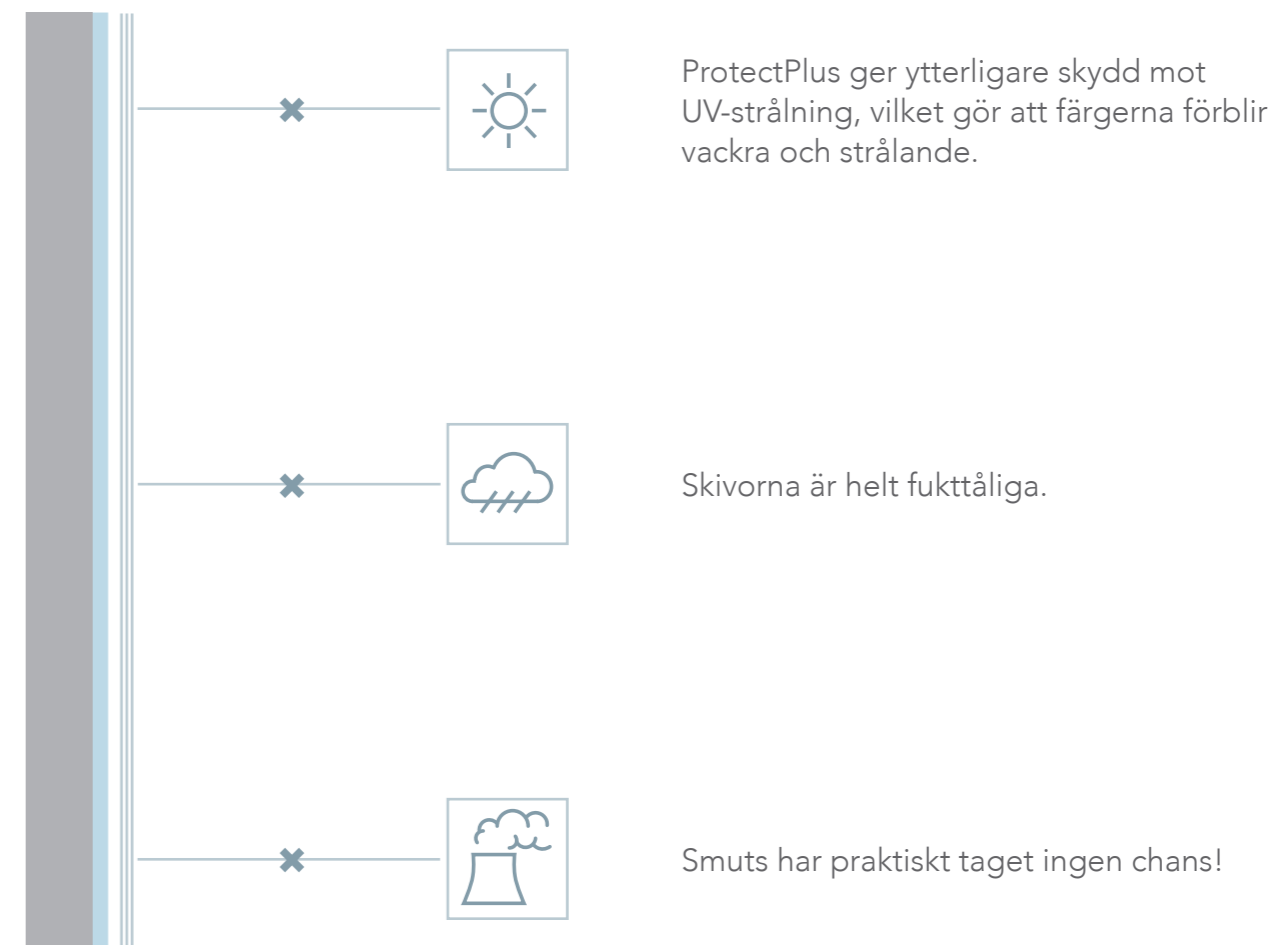 ProtectPlus ger ytterligare skydd mot
UV-strålning, vilket gör att färgerna förblir
vackra och strålande.
Skivorna är helt fukttåliga.
Smuts har praktiskt taget ingen chans!